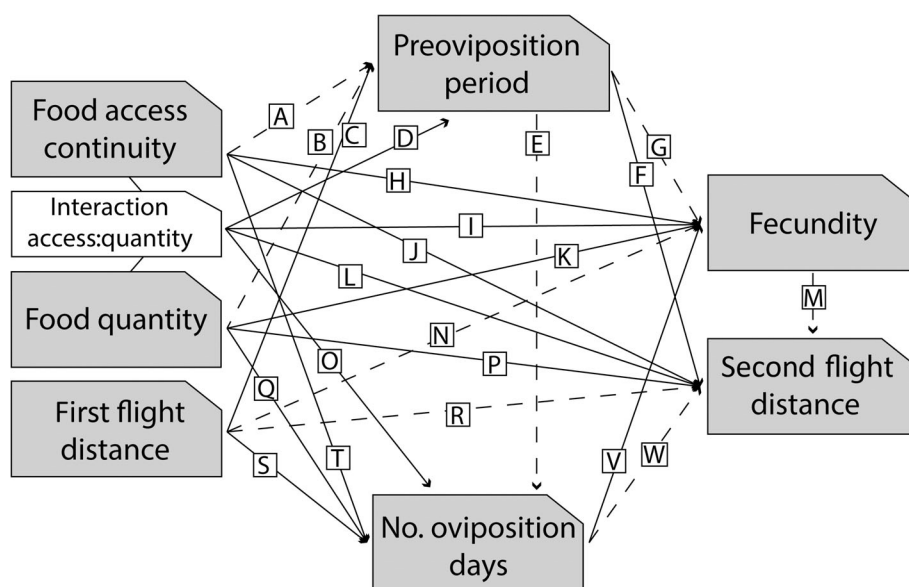 Preoviposition
period
Food access
continuity
Interaction
access:quantity
Food quantity
First flight
distance
No. oviposition
days
Fecundity
Second flight
distance
A
B
C
D
E
F
G
H
I
J
K
L
M
N
O
P
Q
R
S
T
V
W